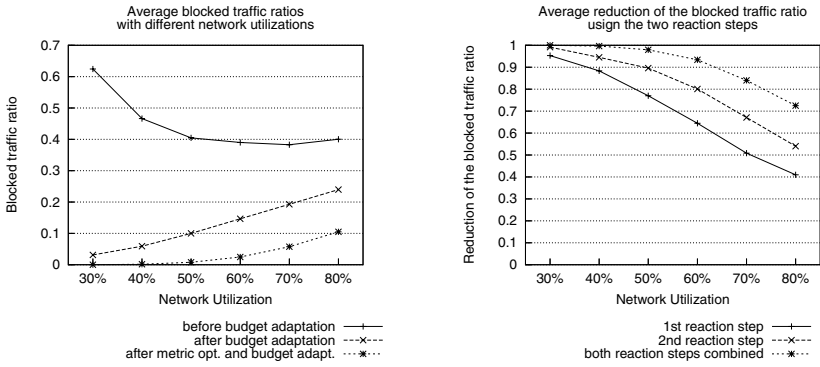 Average blocked traffic ratios
with different network utilizations
0.7
0.6
0.5
0.4
0.3
0.2
0.1
0
Blocked traffic ratio
30% 40% 50% 60% 70% 80%
Network Utilization
before budget adaptation
after budget adaptation
after metric opt. and budget adapt.
Average reduction of the blocked traffic ratio
usign the two reaction steps
1
0.9
0.8
0.7
0.6
0.5
0.4
0.3
0.2
0.1
0
Reduction of the blocked traffic ratio
30% 40% 50% 60% 70% 80%
Network Utilization
1st reaction step
2nd reaction step
both reaction steps combined